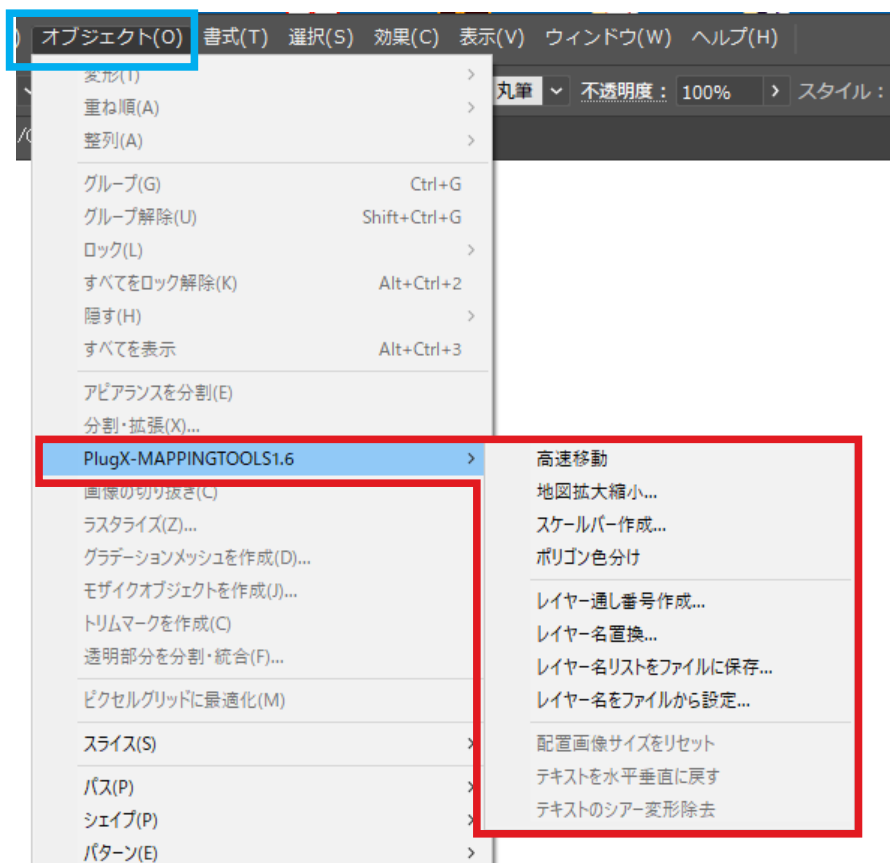 オブジェクト(O) 書式(T) 選択(S) 効果(C) 表示(V) ウィンドウ(W) ヘルプ(H)
変形(T)
丸筆 不透明度： 100% スタイル：
重ね順(A)
整列(A)
グループ(G) Ctrl+G
グループ解除(U) Shift+Ctrl+G
ロック(L)
すべてをロック解除(K) Alt+Ctrl+2
隠す(H)
すべてを表示 Alt+Ctrl+3
アピアランスを分割(E)
分割・拡張(X)...
PlugX-MAPPINGTOOLS1.6
画像の切り抜き(C)
ラスタライズ(Z)...
グラデーションメッシュを作成(D)...
モザイクオブジェクトを作成(J)...
トリムマークを作成(C)
透明部分を分割・統合(F)...
ピクセルグリッドに最適化(M)
スライス(S)
パス(P)
シェイプ(P)
パターン(E)
高速移動
地図拡大縮小...
スケールバー作成...
ポリゴン色分け
レイヤー通し番号作成...
レイヤー名置換...
レイヤー名リストをファイルに保存...
レイヤー名をファイルから設定...
配置画像サイズをリセット
テキストを水平垂直に戻す
テキストのシアー変形除去